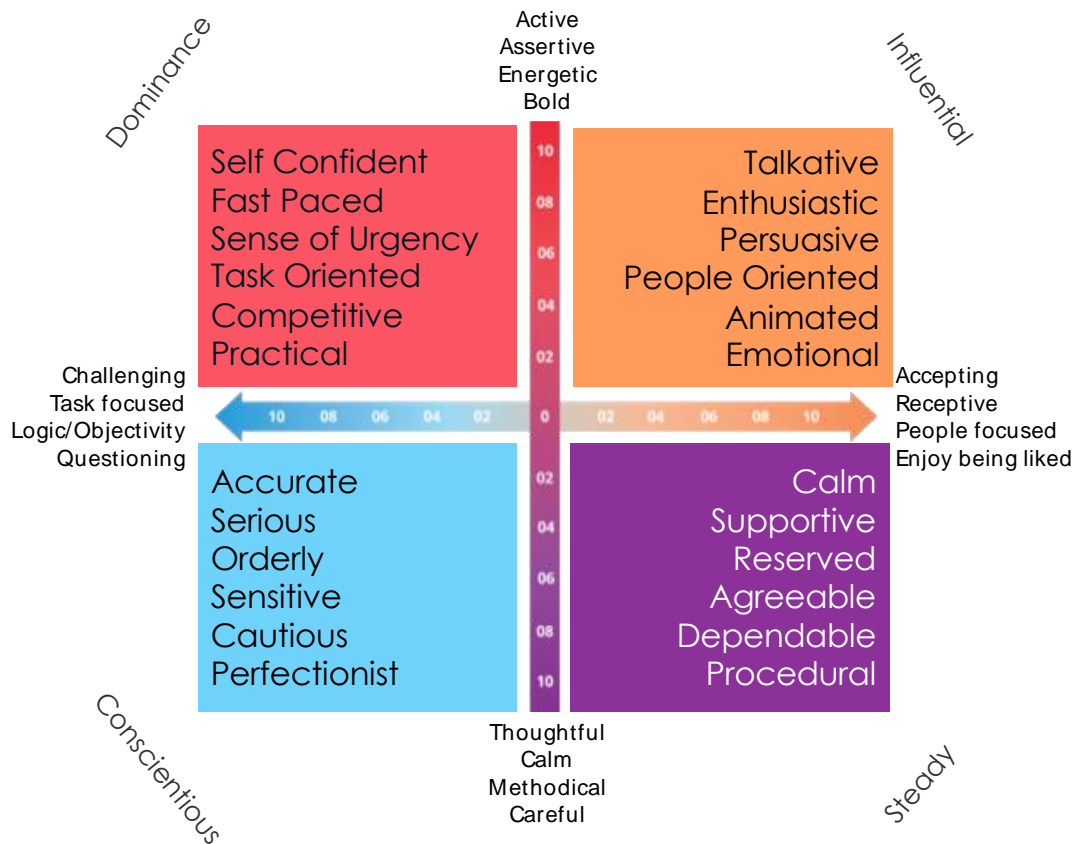 Dominance
Active
Assertive
Energetic
Bold
Influential
Self Confident
Fast Paced
Sense of Urgency
Task Oriented
Competitive
Practical
10
08
06
04
02
Talkative
Enthusiastic
Persuasive
People Oriented
Animated
Emotional
Challenging
Task focused
Logic/Objectivity
Questioning
10 08 06 04 02 0 02 04 06 08 10
Accepting
Receptive
People focused
Enjoy being liked
Accurate
Serious
Orderly
Sensitive
Cautious
Perfectionist
02
04
06
08
10
Calm
Supportive
Reserved
Agreeable
Dependable
Procedural
Conscientious
Thoughtful
Calm
Methodical
Careful
Steady